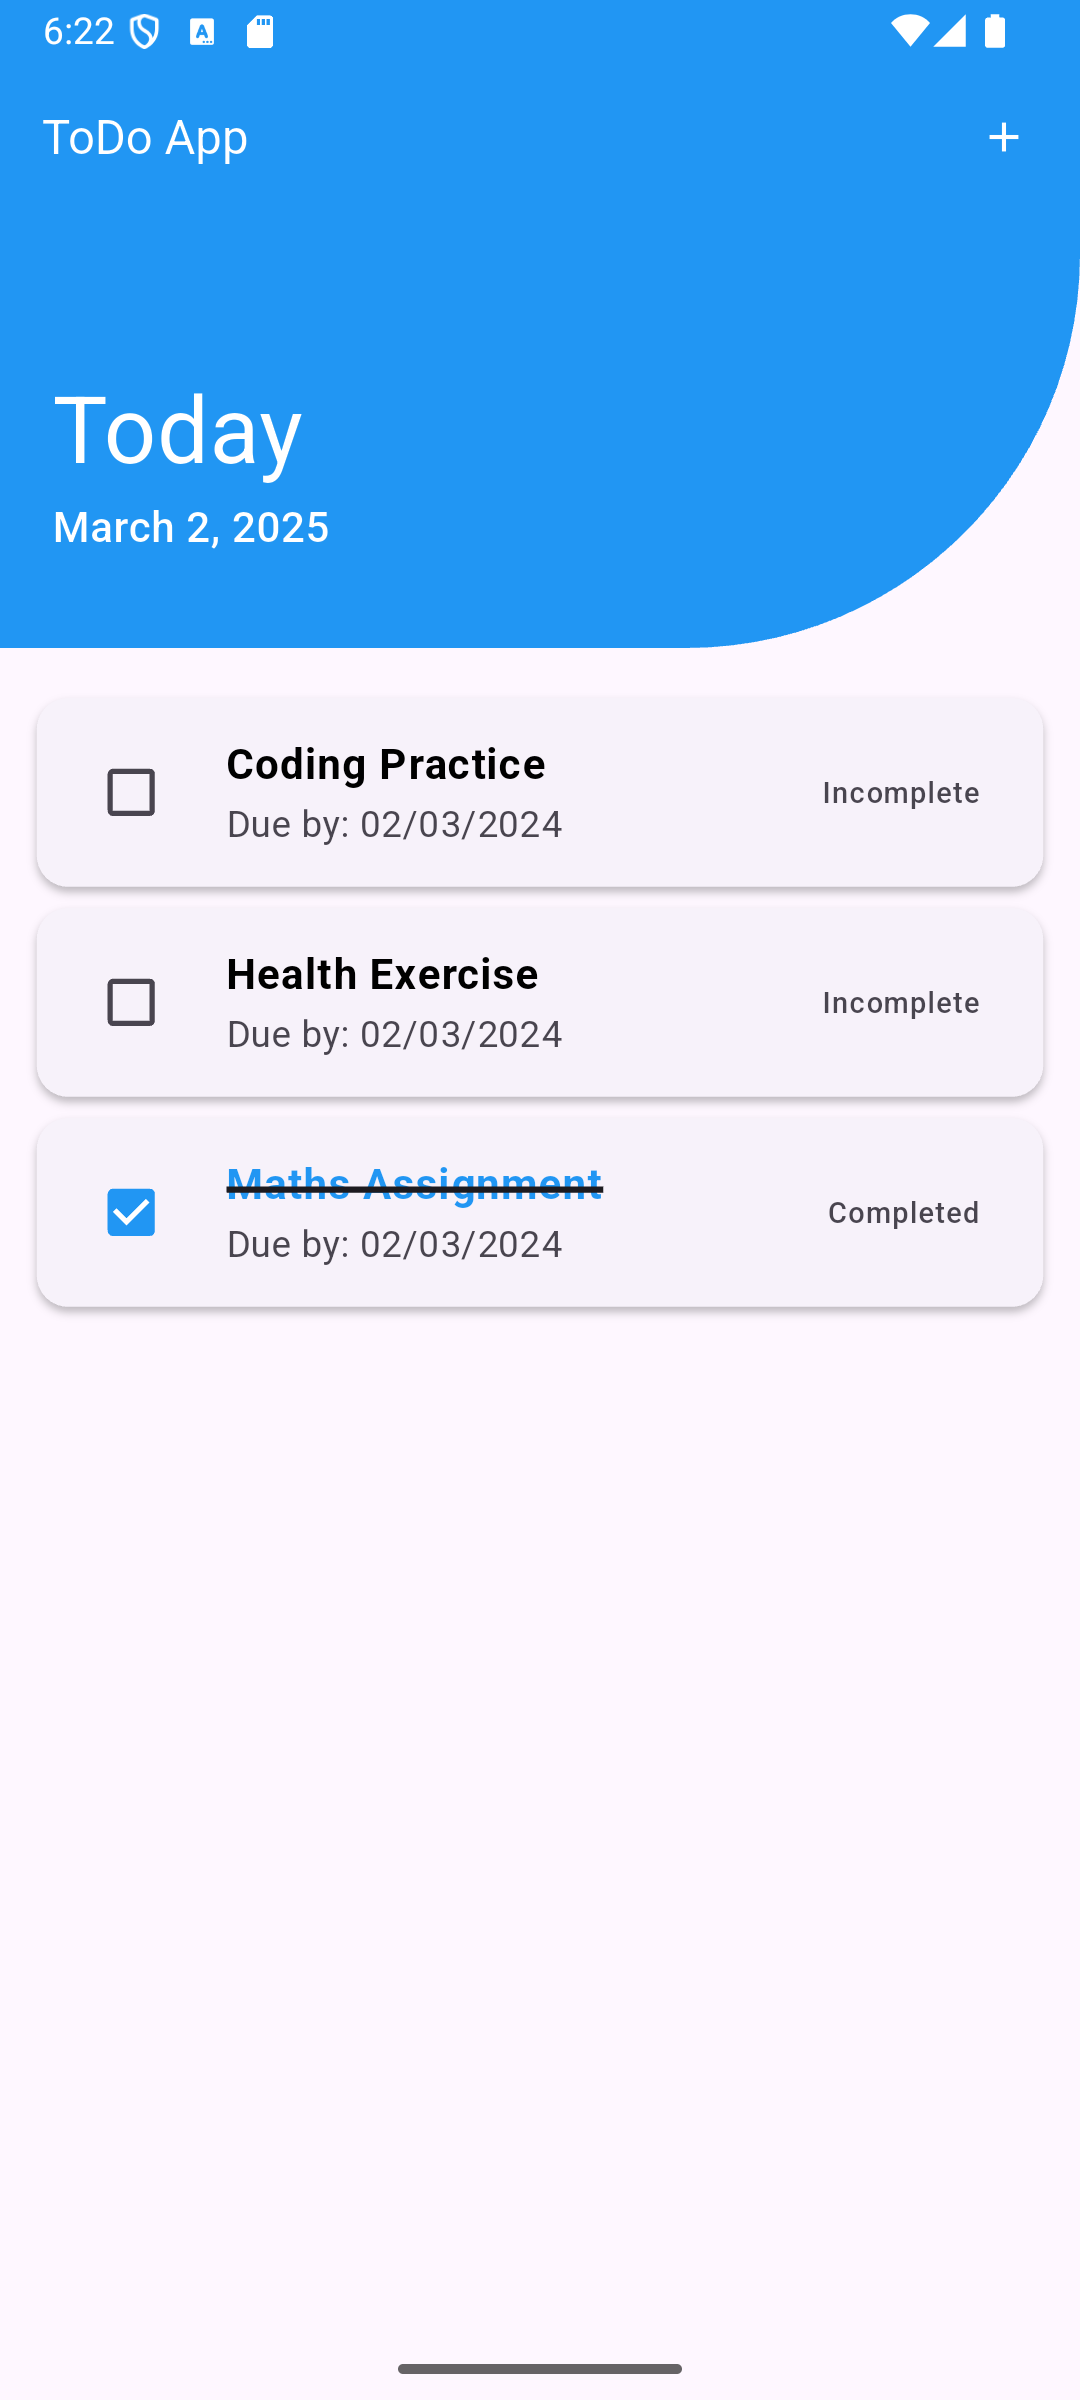 6:22
ToDo App
Today
March 2, 2025
Coding Practice
Due by: 02/03/2024
Incomplete
Health Exercise
Due by: 02/03/2024
Incomplete
Maths Assignment
Due by: 02/03/2024
Completed